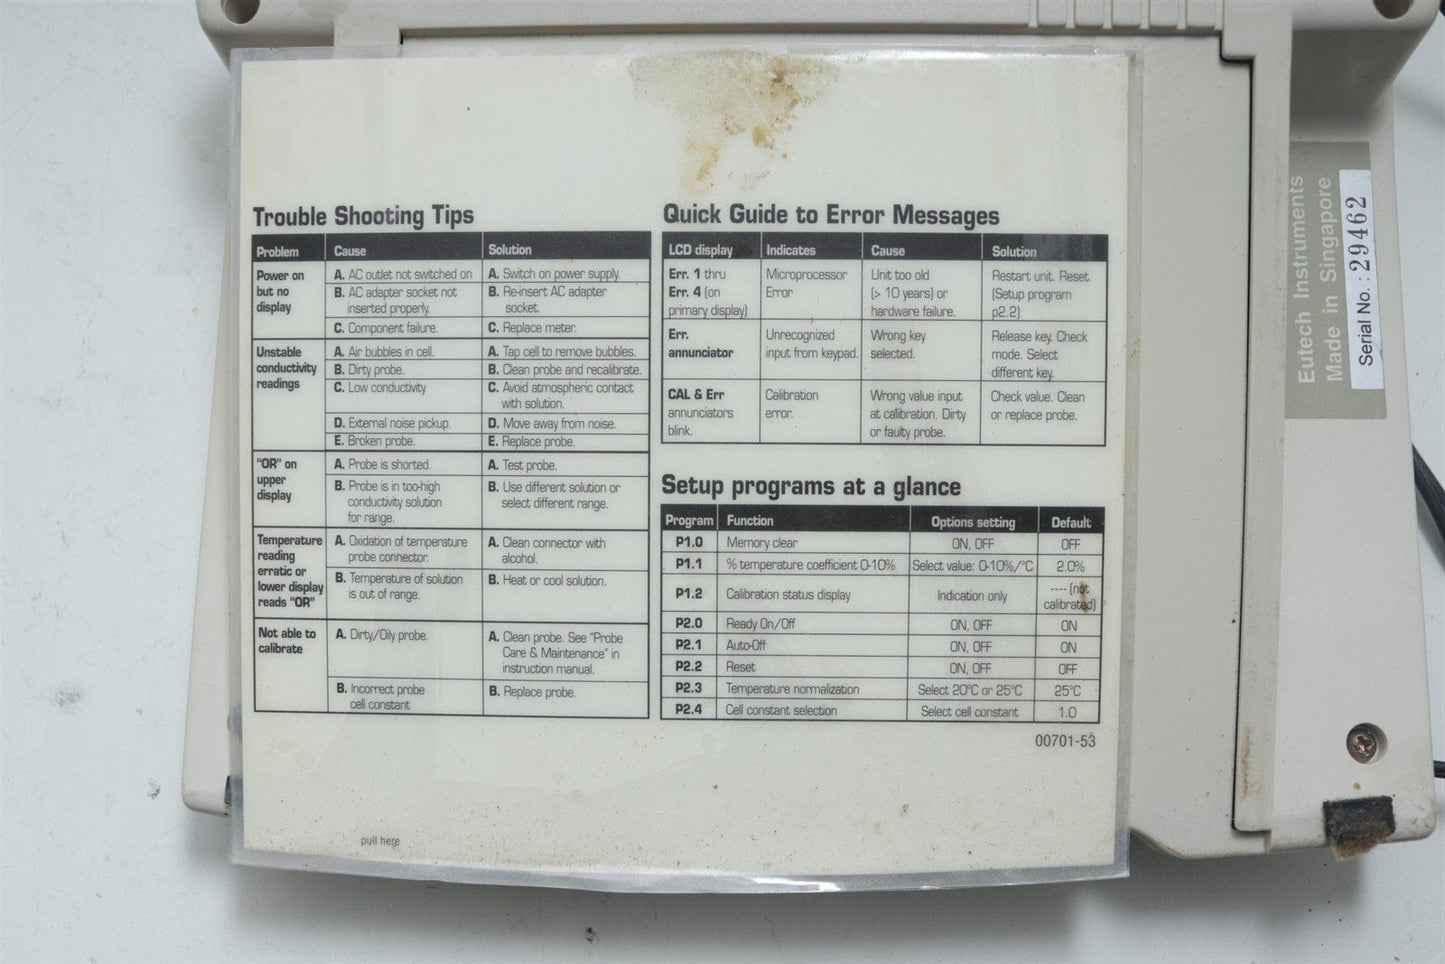 Trouble Shooting Tips
Problem Cause Solution
Power on A. AC outlet not switched on A. Switch on power supply.
but no B. AC adapter socket not B. Re-insert AC adapter
display inserted properly. socket.
C. Component failure. C. Replace meter.
Unstable A. Air bubbles in cell. A. Tap cell to remove bubbles.
conductivity B. Dirty probe. B. Clean probe and recalibrate.
readings C. Low conductivity C. Avoid atmospheric contact
with solution.
D. External noise pickup. D. Move away from noise.
E. Broken probe. E. Replace probe.
"OR" on A. Probe is shorted. A. Test probe.
upper B. Probe is in too-high B. Use different solution or
display conductivity solution select different range.
for range.
Temperature A. Oxidation of temperature A. Clean connector with
reading probe connector. alcohol.
erratic or B. Temperature of solution B. Heat or cool solution.
lower display is out of range.
reads "OR"
Not able to A. Dirty/Oily probe. A. Clean probe. See "Probe
calibrate Care & Maintenance" in
instruction manual.
B. Incorrect probe B. Replace probe.
cell constant
Quick Guide to Error Messages
LCD display Indicates Cause Solution
Err. 1 thru Microprocessor Unit too old Restart unit. Reset.
Err. 4 (on Error (> 10 years) or (Setup program
primary display) hardware failure. p2.2)
Err. Unrecognized Wrong key Release key. Check
annunciator input from keypad. selected. mode. Select
different key.
CAL & Err Calibration Wrong value input Check value. Clean
annunciators error. at calibration. Dirty or replace probe.
blink. or faulty probe.
Setup programs at a glance
Program Function Options setting Default
P1.0 Memory clear ON, OFF OFF
P1.1 % temperature coefficient 0-10% Select value: 0-10%/°C 2.0%
P1.2 Calibration status display Indication only ---- (not
calibrated)
P2.0 Ready On/Off ON, OFF ON
P2.1 Auto-Off ON, OFF ON
P2.2 Reset ON, OFF OFF
P2.3 Temperature normalization Select 20°C or 25°C 25°C
P2.4 Cell constant selection Select cell constant 1.0
00701-53
pull here
Eutech Instruments
Made in Singapore
Serial No.: 29462